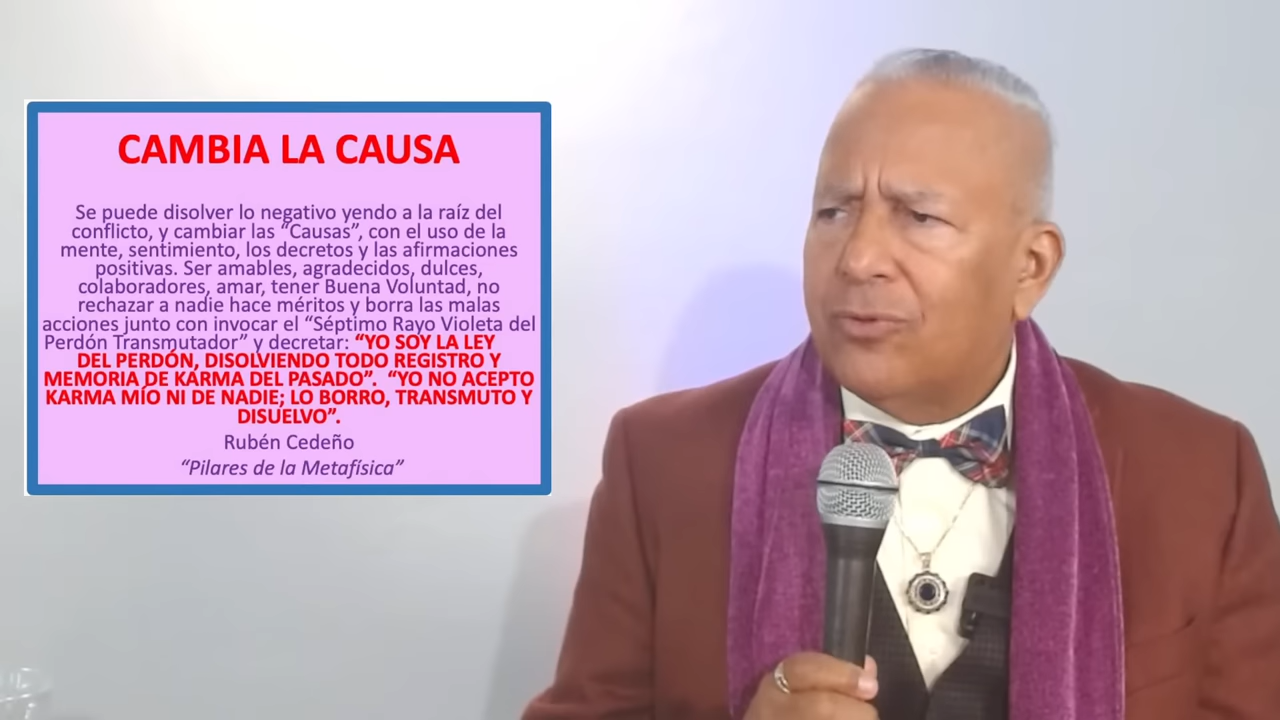 CAMBIA LA CAUSA
Se puede disolver lo negativo yendo a la raíz del
conflicto, y cambiar las “Causas”, con el uso de la
mente, sentimiento, los decretos y las afirmaciones
positivas. Ser amables, agradecidos, dulces,
colaboradores, amar, tener Buena Voluntad, no
rechazar a nadie hace méritos y borra las malas
acciones junto con invocar el “Séptimo Rayo Violeta del
Perdón Transmutador” y decretar: “YO SOY LA LEY
DEL PERDÓN, DISOLVIENDO TODO REGISTRO Y
MEMORIA DE KARMA DEL PASADO”. “YO NO ACEPTO
KARMA MÍO NI DE NADIE; LO BORRO, TRANSMUTO Y
DISUELVO”.
Rubén Cedeño
“Pilares de la Metafísica”